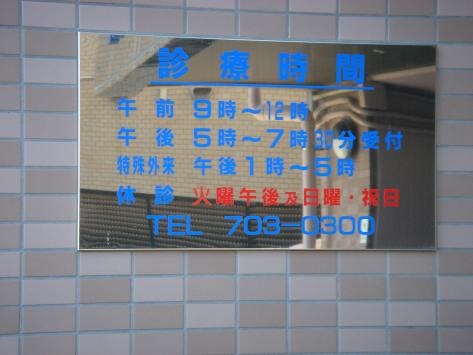 診療時間
午前 9時～12時
午後 5時～7時30分受付
特殊外来 午後1時～5時
休診 火曜午後及日曜・祝日
TEL 703-0300